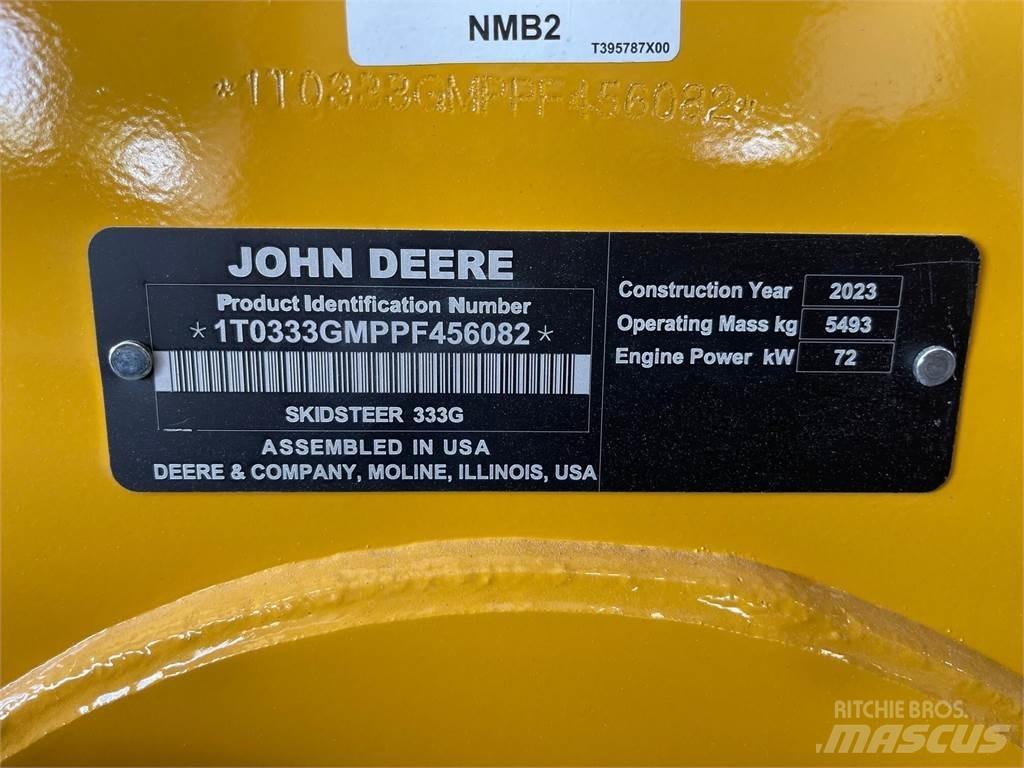 NMB2
T395787X00
*1T0333GMPPF456082*
JOHN DEERE
Product Identification Number
*1T0333GMPPF456082*
SKIDSTEER 333G
ASSEMBLED IN USA
DEERE & COMPANY, MOLINE, ILLINOIS, USA
Construction Year 2023
Operating Mass kg 5493
Engine Power kW 72
RITCHIE BROS.
MASCUS